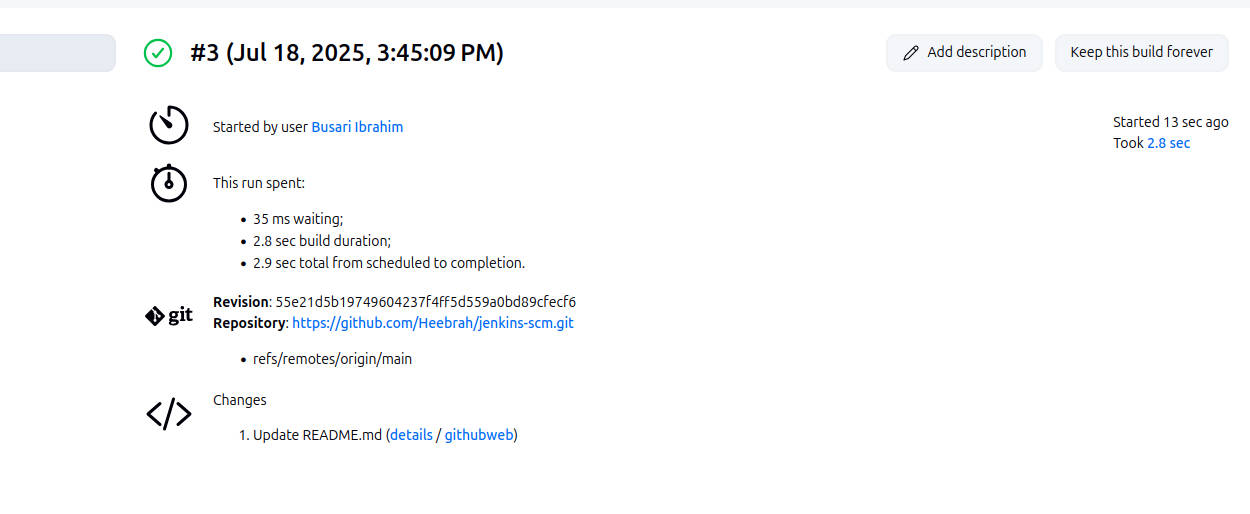 #3 (Jul 18, 2025, 3:45:09 PM)
Add description
Keep this build forever
Started by user Busari Ibrahim
Started 13 sec ago
Took 2.8 sec
This run spent:
• 35 ms waiting;
• 2.8 sec build duration;
• 2.9 sec total from scheduled to completion.
git
Revision: 55e21d5b19749604237f4ff5d559a0bd89cfecf6
Repository: https://github.com/Heebrah/jenkins-scm.git
• refs/remotes/origin/main
Changes
1. Update README.md (details / githubweb)